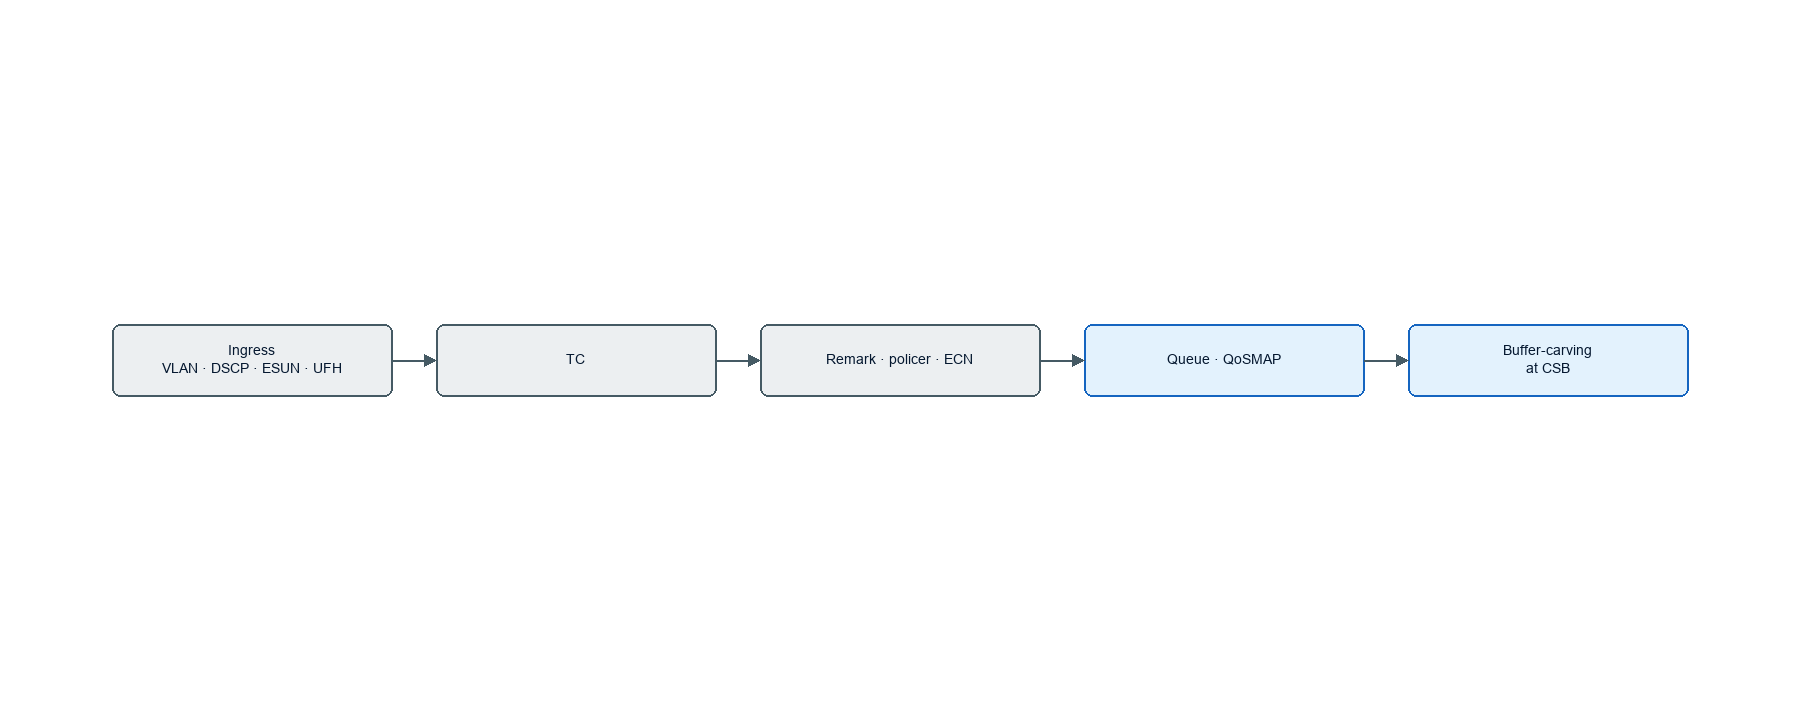 Ingress
VLAN · DSCP · ESUN · UFH
TC
Remark · policer · ECN
Queue · QoSMAP
Buffer-carving
at CSB